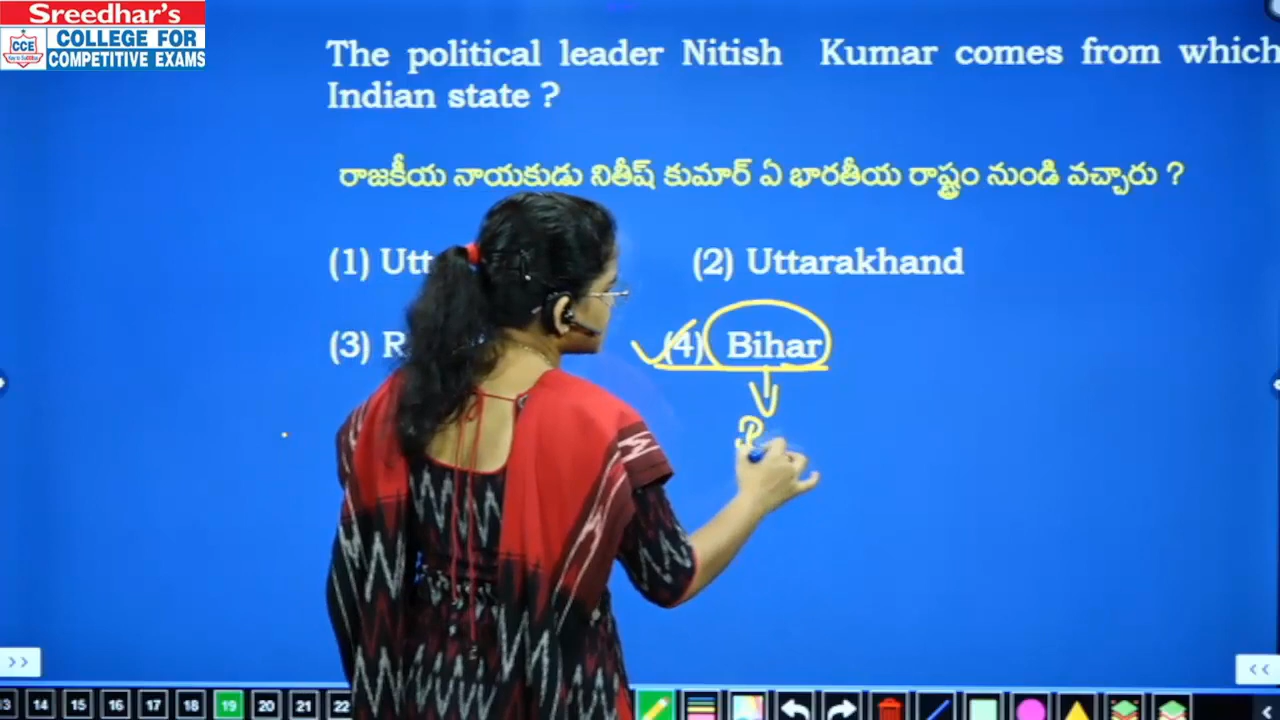 Sreedhar's
CCE
COLLEGE FOR
COMPETITIVE EXAMS
The political leader Nitish Kumar comes from which
Indian state ?
రాజకీయ నాయకుడు నితీష్ కుమార్ ఏ భారతీయ రాష్ట్రం నుండి వచ్చారు ?
(1)
(2) Uttarakhand
(3)
(4) Bihar
>> <<
14 15 16 17 18 19 20 21 22